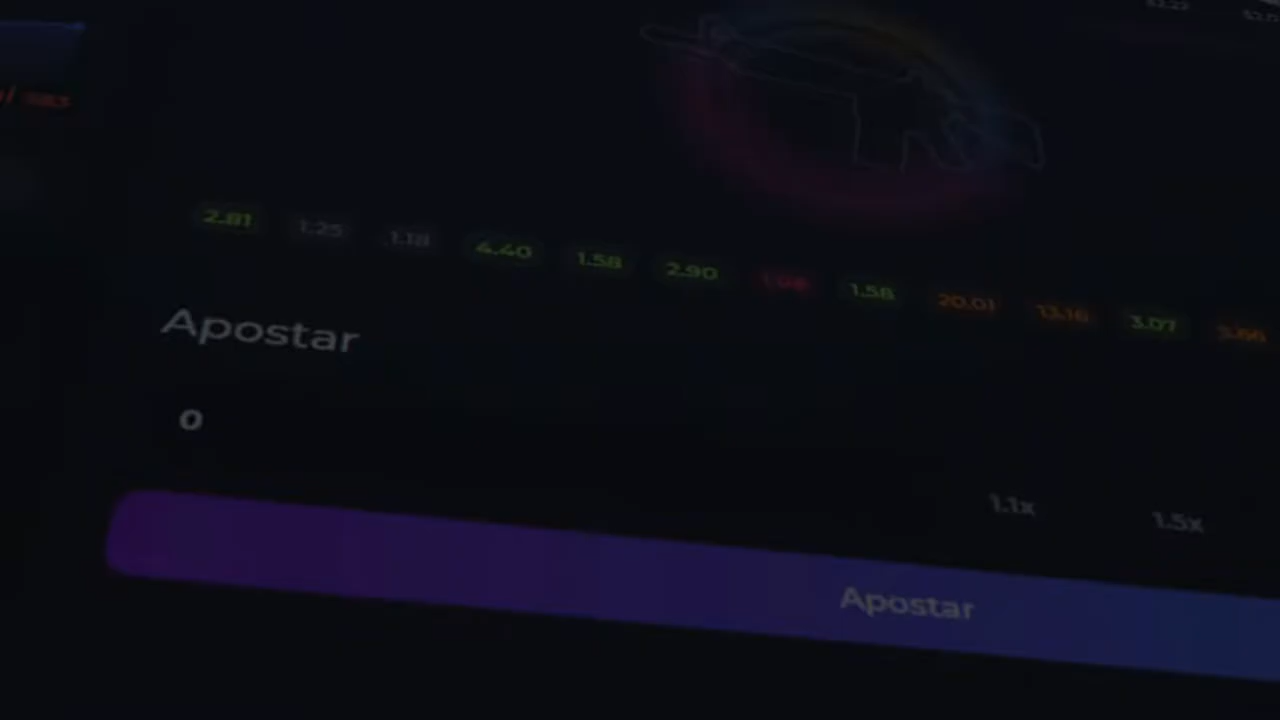 2.81 1.25 1.18 4.40 1.58 2.90 1.58 20.01 13.16 3.07
Apostar
0
1.1x 1.5x
Apostar